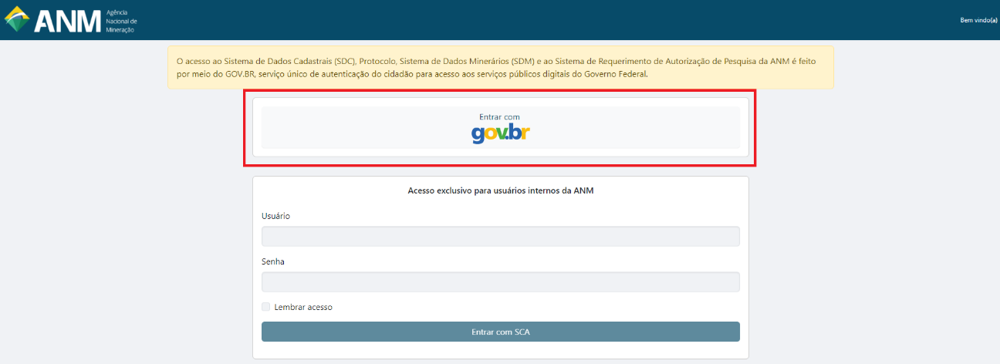 ANM
Agência
Nacional de
Mineração
Bem vindo(a)
O acesso ao Sistema de Dados Cadastrais (SDC), Protocolo, Sistema de Dados Minerários (SDM) e ao Sistema de Requerimento de Autorização de Pesquisa da ANM é feito
por meio do GOV.BR, serviço único de autenticação do cidadão para acesso aos serviços públicos digitais do Governo Federal.
Entrar com
gov.br
Acesso exclusivo para usuários internos da ANM
Usuário
Senha
Lembrar acesso
Entrar com SCA